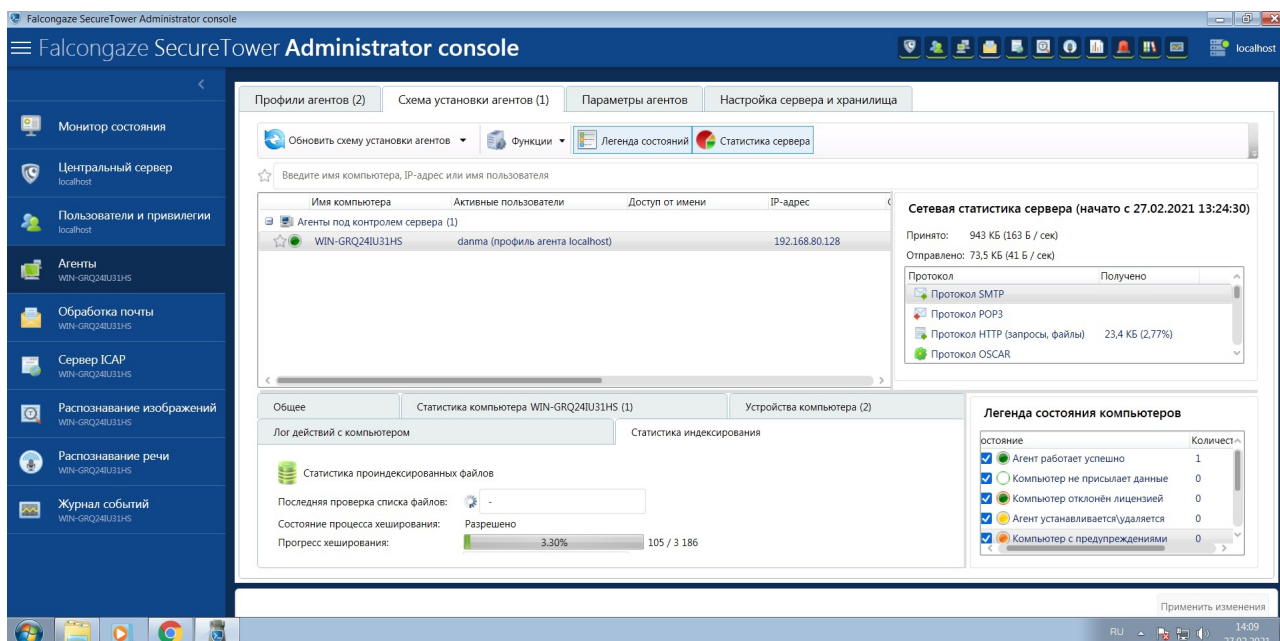 Falcongaze SecureTower Administrator console
Falcongaze SecureTower Administrator console
localhost
Монитор состояния
Центральный сервер
localhost
Пользователи и привилегии
localhost
Агенты
WIN-GRQ24IU31HS
Обработка почты
WIN-GRQ24IU31HS
Сервер ICAP
WIN-GRQ24IU31HS
Распознавание изображений
WIN-GRQ24IU31HS
Распознавание речи
WIN-GRQ24IU31HS
Журнал событий
WIN-GRQ24IU31HS
Профили агентов (2) Схема установки агентов (1) Параметры агентов Настройка сервера и хранилища
Обновить схему установки агентов Функции Легенда состояний Статистика сервера
Введите имя компьютера, IP-адрес или имя пользователя
Имя компьютера Активные пользователи Доступ от имени IP-адрес
Агенты под контролем сервера (1)
WIN-GRQ24IU31HS danma (профиль агента localhost) 192.168.80.128
Сетевая статистика сервера (начато с 27.02.2021 13:24:30)
Принято: 943 КБ (163 Б / сек)
Отправлено: 73,5 КБ (41 Б / сек)
Протокол Получено
Протокол SMTP
Протокол POP3
Протокол HTTP (запросы, файлы) 23,4 КБ (2,77%)
Протокол OSCAR
Общее Статистика компьютера WIN-GRQ24IU31HS (1) Устройства компьютера (2)
Лог действий с компьютером Статистика индексирования
Статистика проиндексированных файлов
Последняя проверка списка файлов: -
Состояние процесса хеширования: Разрешено
Прогресс хеширования: 3.30% 105 / 3 186
Легенда состояния компьютеров
остояние Количест
Агент работает успешно 1
Компьютер не присылает данные 0
Компьютер отклонён лицензией 0
Агент устанавливается\удаляется 0
Компьютер с предупреждениями 0
Применить изменения
RU 14:09
27.02.2021